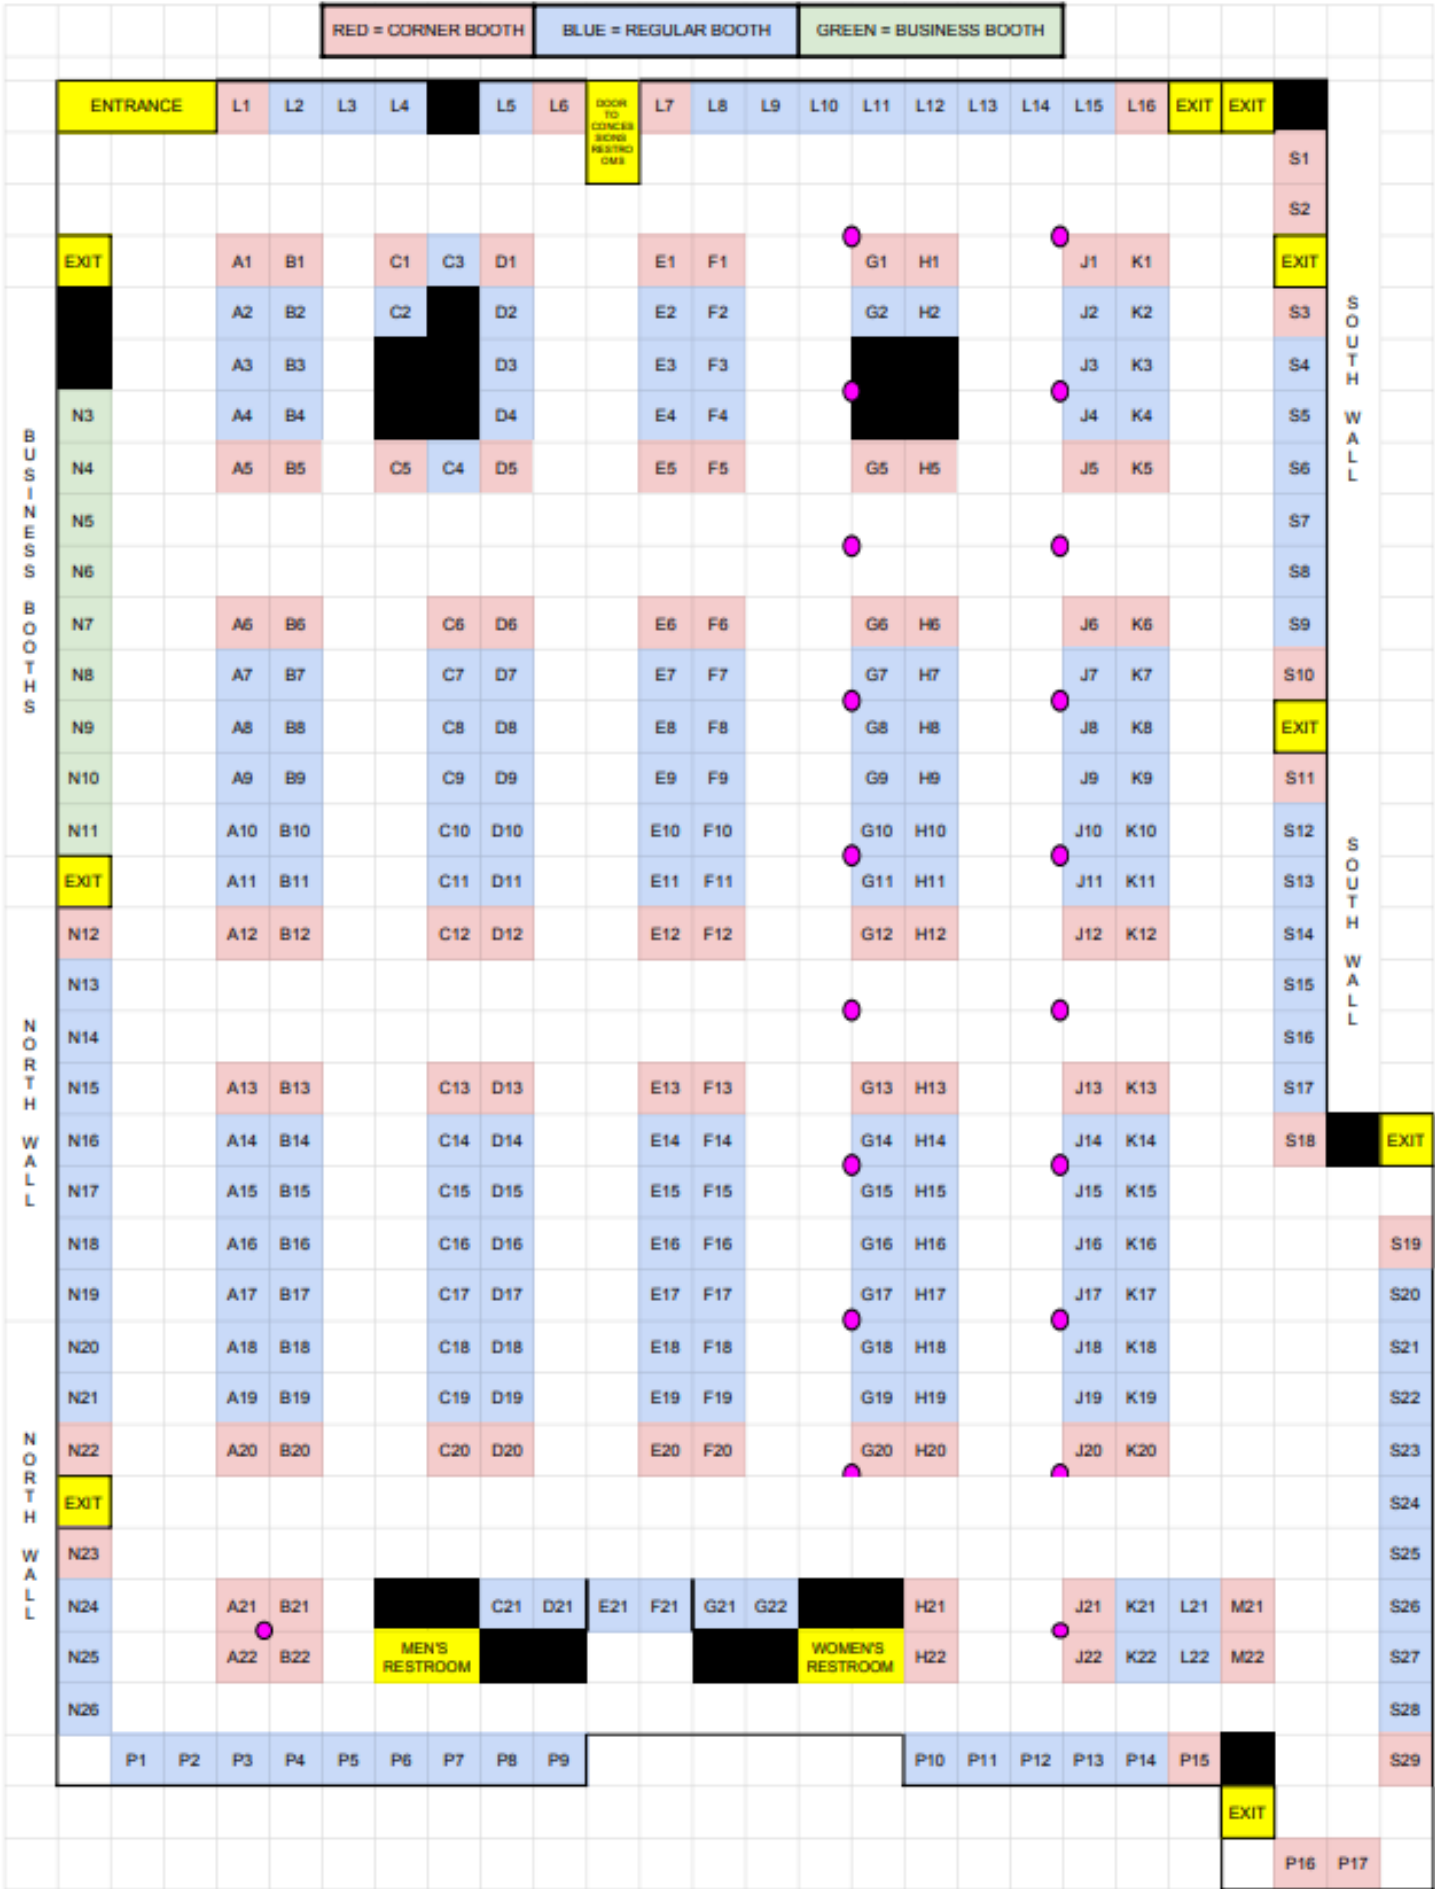 RED = CORNER BOOTH BLUE = REGULAR BOOTH GREEN = BUSINESS BOOTH
ENTRANCE L1 L2 L3 L4 L5 L6 DOOR TO CONCES SIONS RESTRO OMS L7 L8 L9 L10 L11 L12 L13 L14 L15 L16 EXIT EXIT
S1
S2
EXIT A1 B1 C1 C3 D1 E1 F1 G1 H1 J1 K1 EXIT
A2 B2 C2 D2 E2 F2 G2 H2 J2 K2 S3
A3 B3 D3 E3 F3 J3 K3 S4
N3 A4 B4 D4 E4 F4 J4 K4 S5
N4 A5 B5 C5 C4 D5 E5 F5 G5 H5 J5 K5 S6
N5 S7
N6 S8
N7 A6 B6 C6 D6 E6 F6 G6 H6 J6 K6 S9
N8 A7 B7 C7 D7 E7 F7 G7 H7 J7 K7 S10
N9 A8 B8 C8 D8 E8 F8 G8 H8 J8 K8 EXIT
N10 A9 B9 C9 D9 E9 F9 G9 H9 J9 K9 S11
N11 A10 B10 C10 D10 E10 F10 G10 H10 J10 K10 S12
EXIT A11 B11 C11 D11 E11 F11 G11 H11 J11 K11 S13
N12 A12 B12 C12 D12 E12 F12 G12 H12 J12 K12 S14
N13 S15
N14 S16
N15 A13 B13 C13 D13 E13 F13 G13 H13 J13 K13 S17
N16 A14 B14 C14 D14 E14 F14 G14 H14 J14 K14 S18 EXIT
N17 A15 B15 C15 D15 E15 F15 G15 H15 J15 K15
N18 A16 B16 C16 D16 E16 F16 G16 H16 J16 K16 S19
N19 A17 B17 C17 D17 E17 F17 G17 H17 J17 K17 S20
N20 A18 B18 C18 D18 E18 F18 G18 H18 J18 K18 S21
N21 A19 B19 C19 D19 E19 F19 G19 H19 J19 K19 S22
N22 A20 B20 C20 D20 E20 F20 G20 H20 J20 K20 S23
EXIT S24
N23 S25
N24 A21 B21 C21 D21 E21 F21 G21 G22 H21 J21 K21 L21 M21 S26
N25 A22 B22 MEN'S RESTROOM WOMEN'S RESTROOM H22 J22 K22 L22 M22 S27
N26 S28
P1 P2 P3 P4 P5 P6 P7 P8 P9 P10 P11 P12 P13 P14 P15 S29
EXIT
P16 P17
BUSINESS BOOTHS
NORTH WALL
NORTH WALL
SOUTH WALL
SOUTH WALL